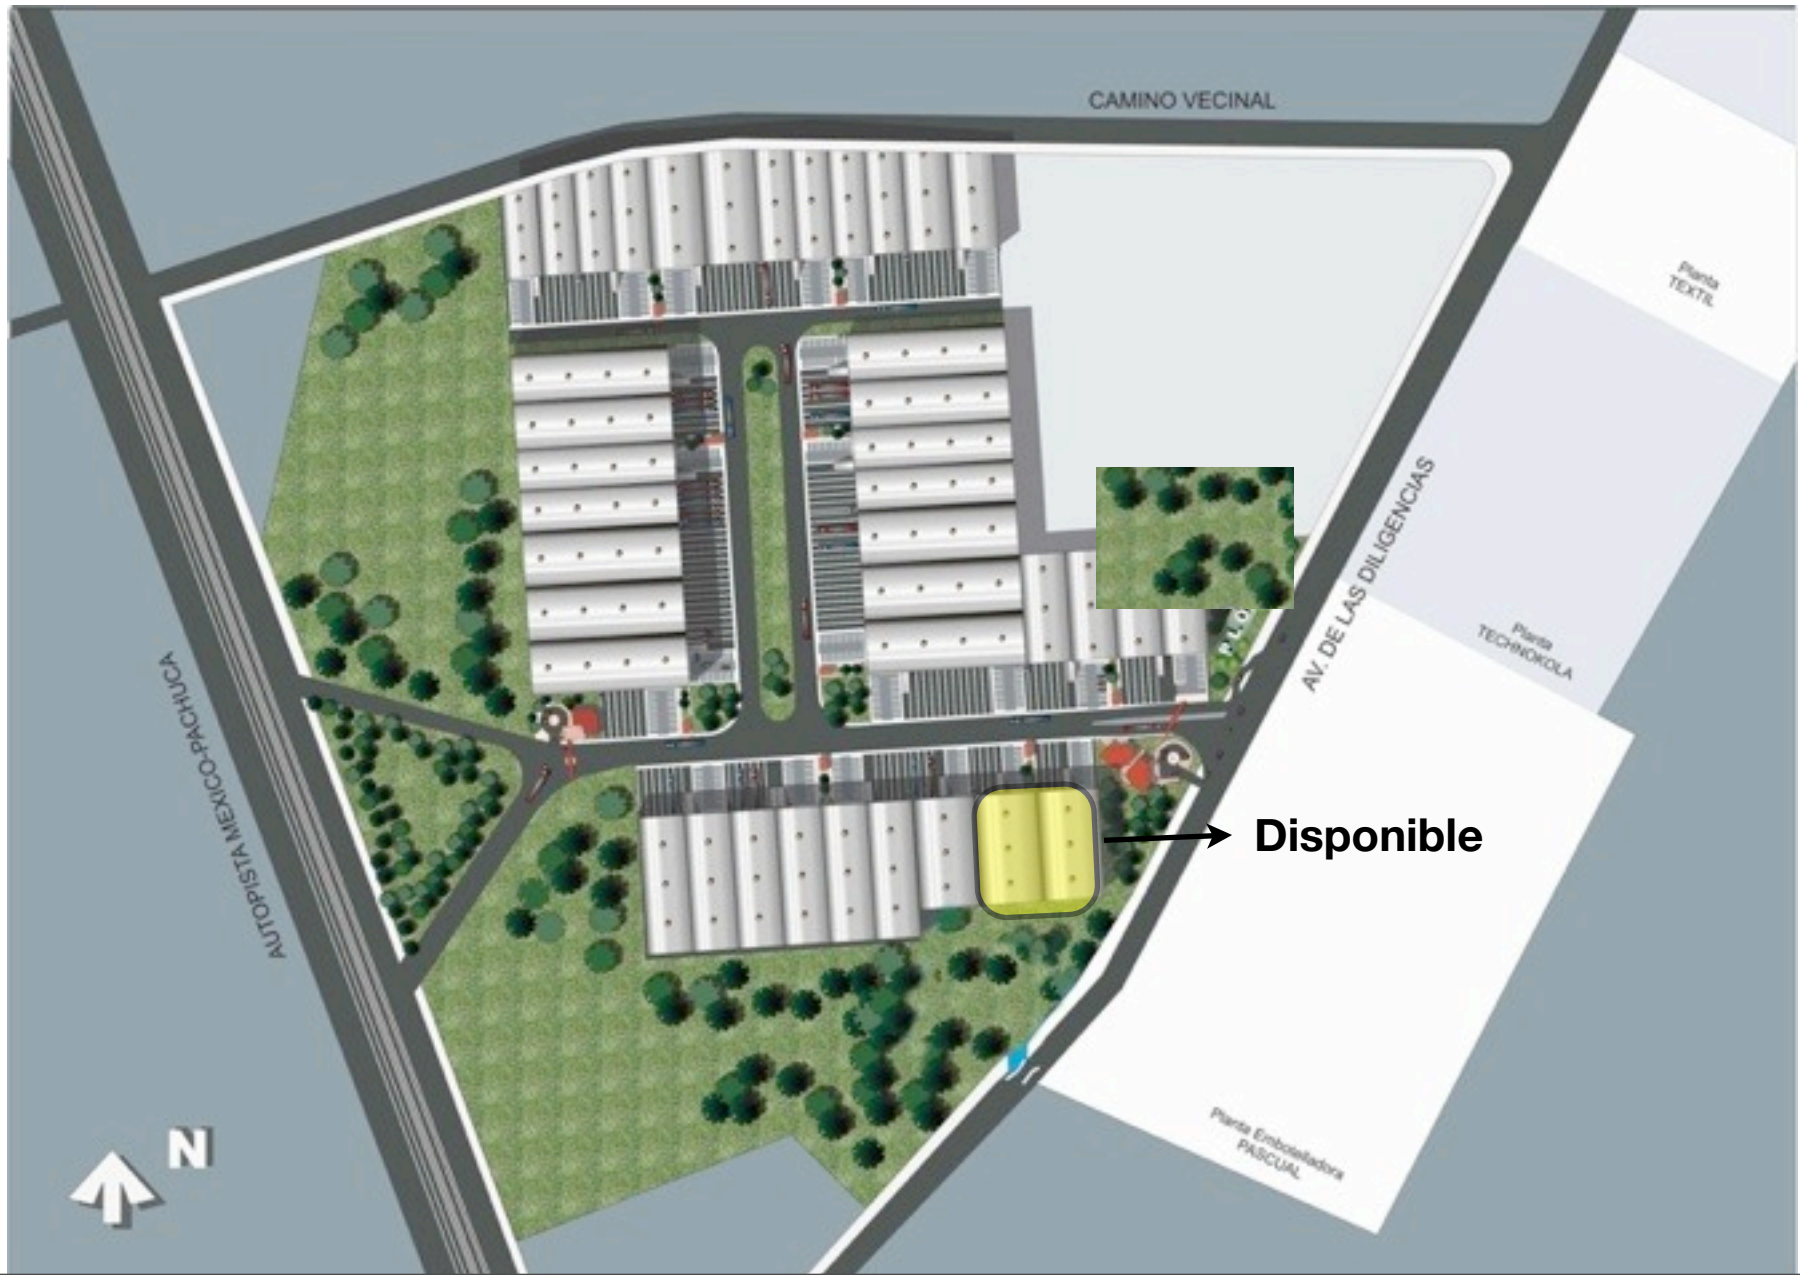 CAMINO VECINAL
Planta
TEXTIL
AV. DE LAS DILIGENCIAS
Planta
TECHNOKOLA
AUTOPISTA MEXICO-PACHUCA
Disponible
Planta Embotelladora
PASCUAL
N